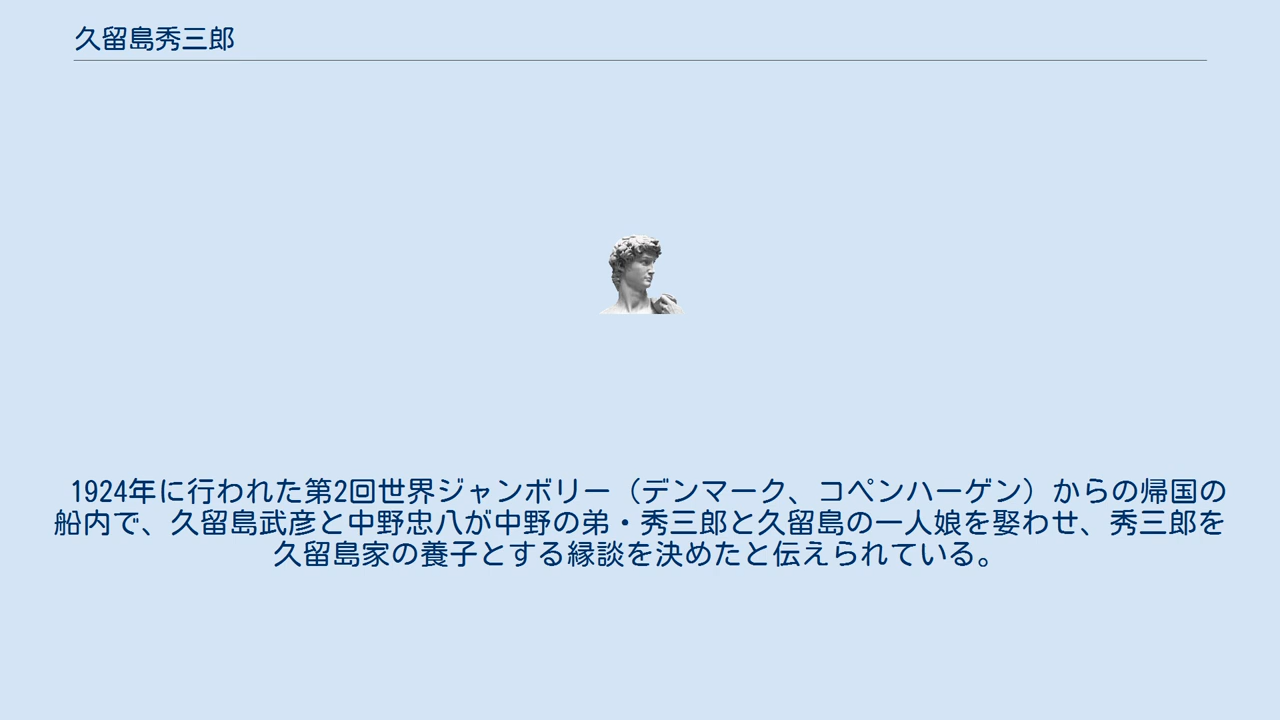 久留島秀三郎
1924年に行われた第2回世界ジャンボリー（デンマーク、コペンハーゲン）からの帰国の
船内で、久留島武彦と中野忠八が中野の弟・秀三郎と久留島の一人娘を娶わせ、秀三郎を
久留島家の養子とする縁談を決めたと伝えられている。